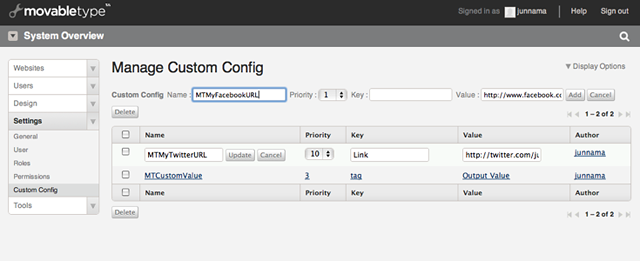 movabletype
Signed in as junnama Help Sign out
System Overview
Websites
Users
Design
Settings
General
User
Roles
Permissions
Custom Config
Tools
Manage Custom Config
Display Options
Custom Config Name : MTMyFacebookURL Priority : 1 Key : Value : http://www.facebook.cc Add Cancel
Delete
1 – 2 of 2
Name Priority Key Value Author
MTMyTwitterURL Update Cancel 10 Link http://twitter.com/ju junnama
MTCustomValue 3 tag Output Value junnama
Name Priority Key Value Author
Delete
1 – 2 of 2